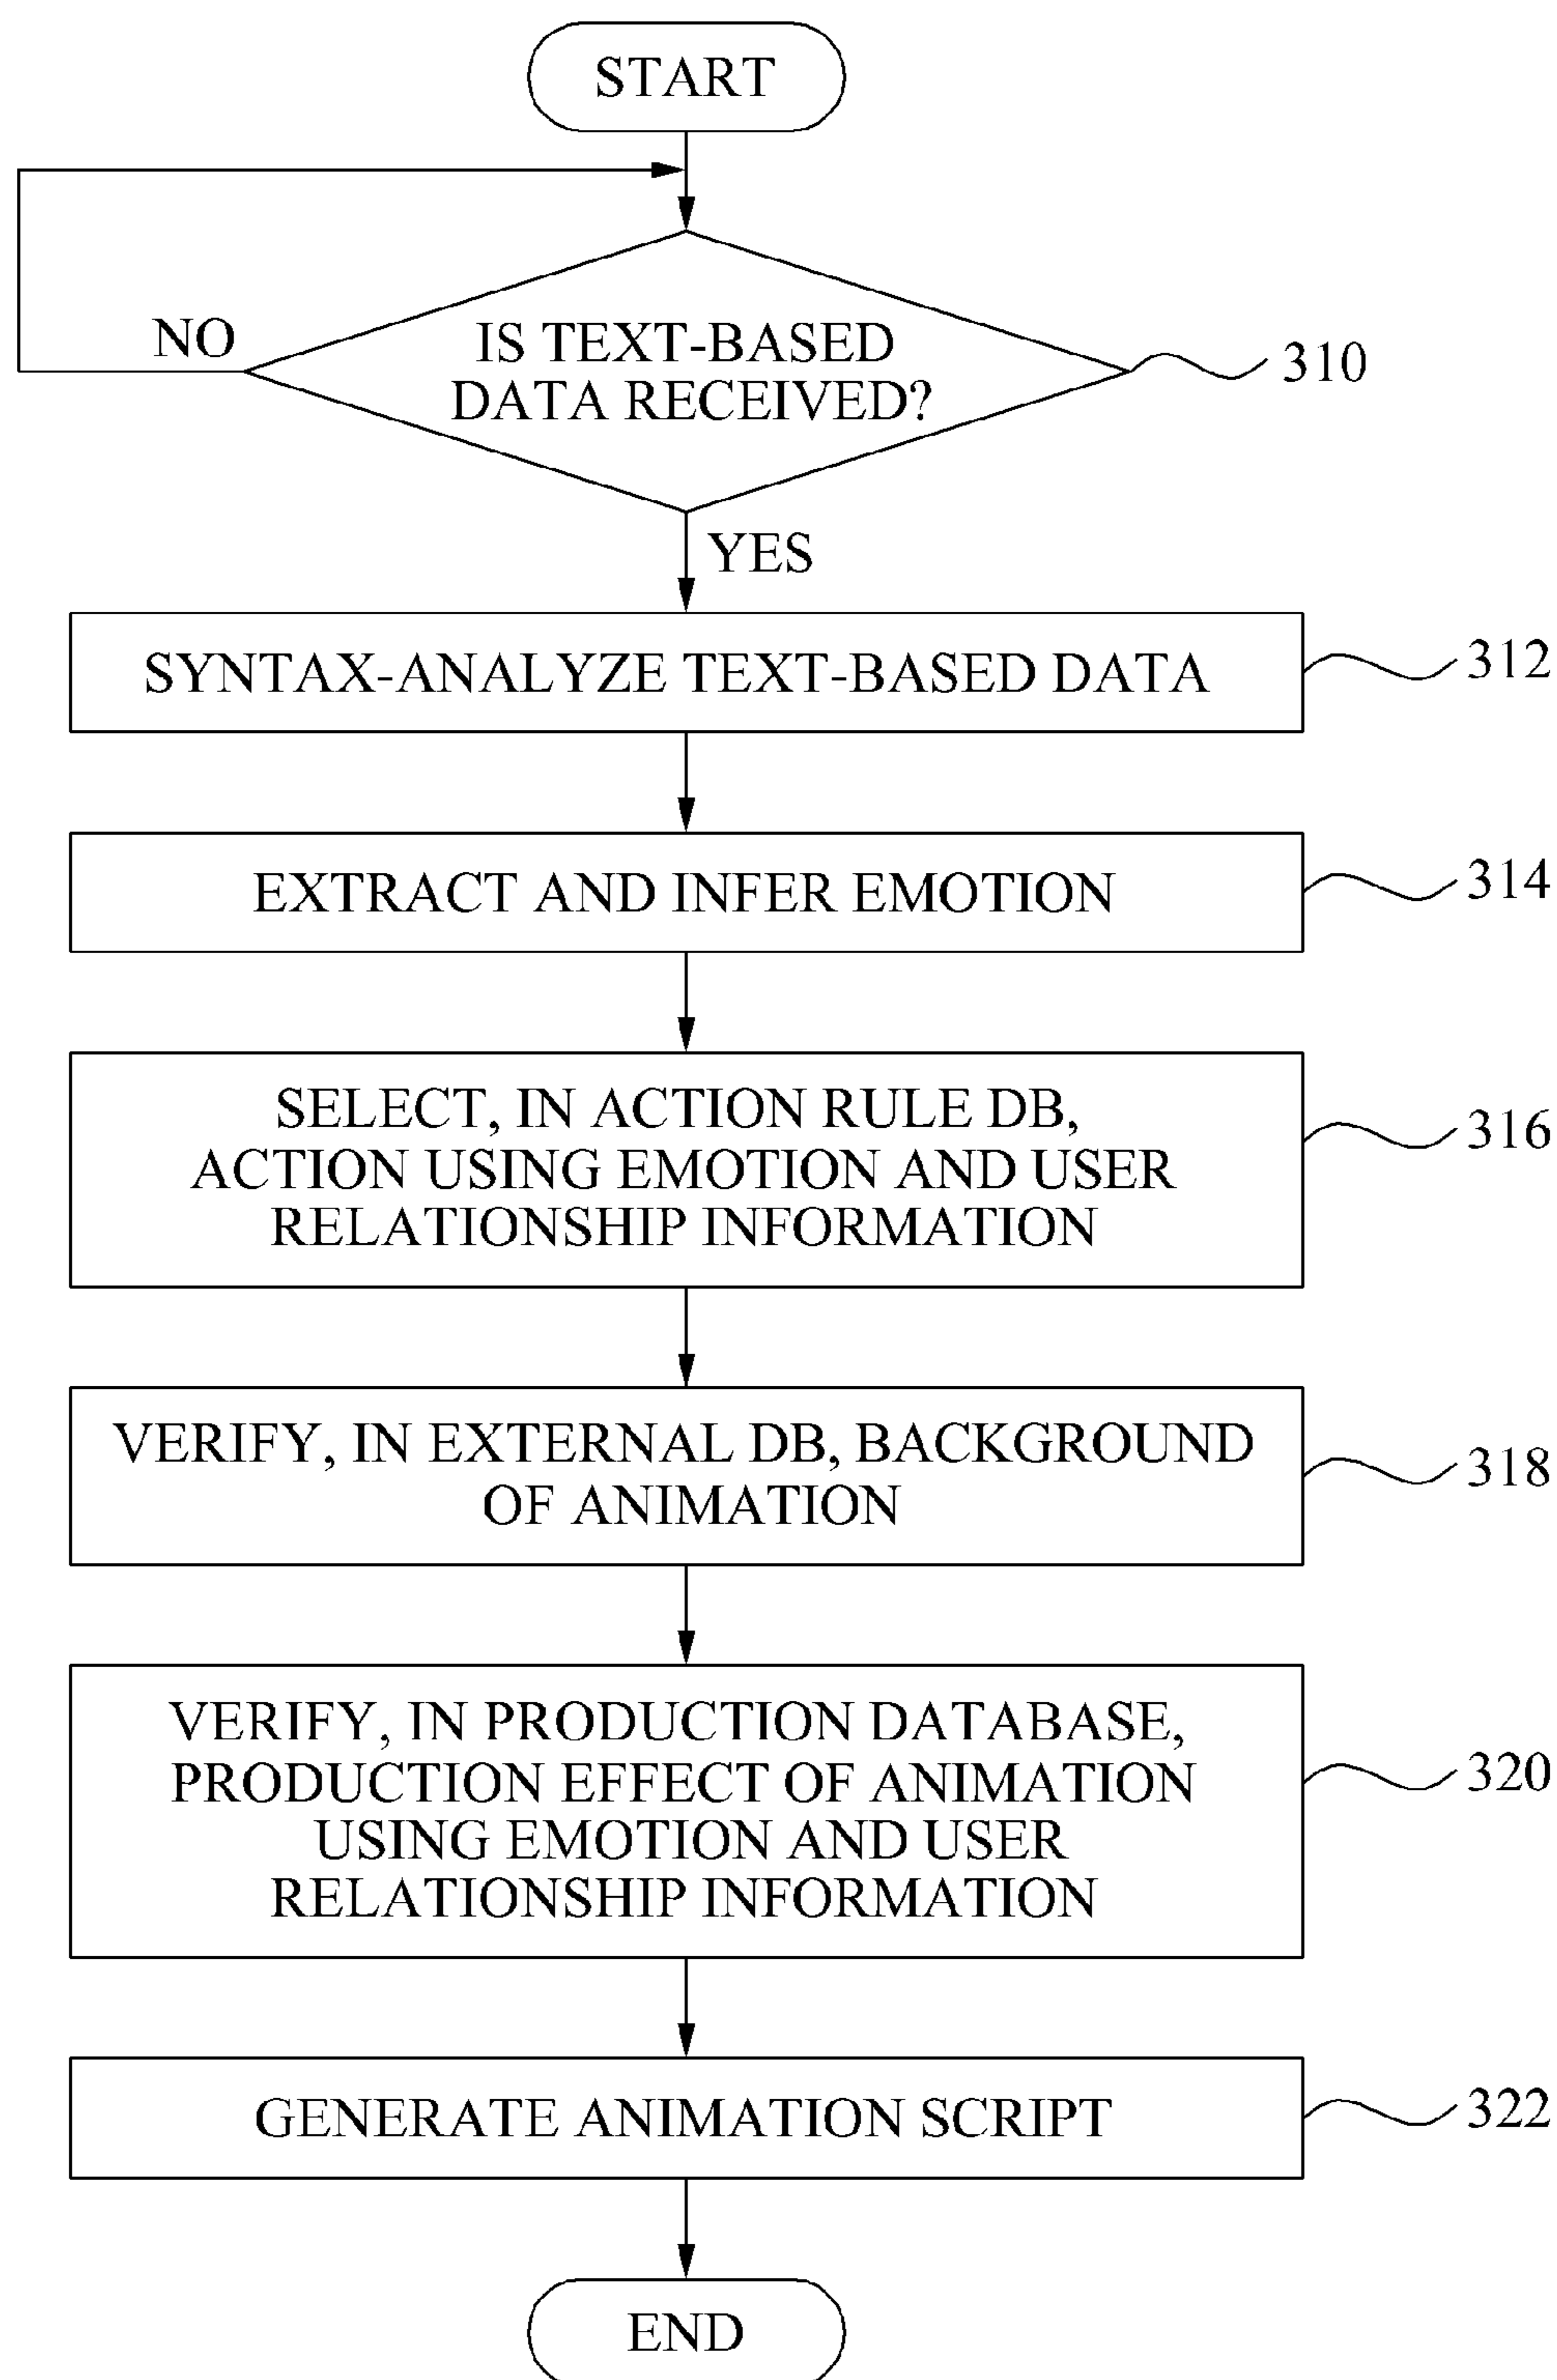 START
NO
IS TEXT-BASED
DATA RECEIVED?
310
YES
SYNTAX-ANALYZE TEXT-BASED DATA
312
EXTRACT AND INFER EMOTION
314
SELECT, IN ACTION RULE DB,
ACTION USING EMOTION AND USER
RELATIONSHIP INFORMATION
316
VERIFY, IN EXTERNAL DB, BACKGROUND
OF ANIMATION
318
VERIFY, IN PRODUCTION DATABASE,
PRODUCTION EFFECT OF ANIMATION
USING EMOTION AND USER
RELATIONSHIP INFORMATION
320
GENERATE ANIMATION SCRIPT
322
END